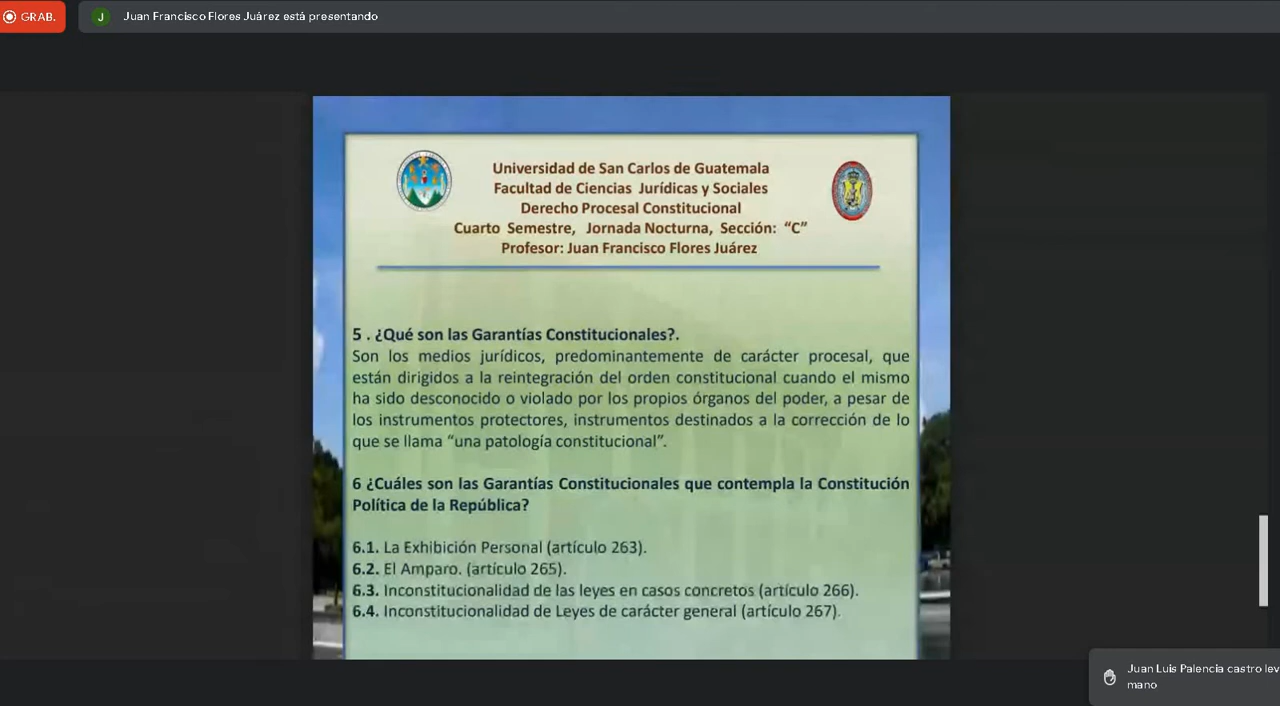 GRAB.
J
Juan Francisco Flores Juárez está presentando
Universidad de San Carlos de Guatemala
Facultad de Ciencias Jurídicas y Sociales
Derecho Procesal Constitucional
Cuarto Semestre, Jornada Nocturna, Sección: “C”
Profesor: Juan Francisco Flores Juárez
5 . ¿Qué son las Garantías Constitucionales?.
Son los medios jurídicos, predominantemente de carácter procesal, que
están dirigidos a la reintegración del orden constitucional cuando el mismo
ha sido desconocido o violado por los propios órganos del poder, a pesar de
los instrumentos protectores, instrumentos destinados a la corrección de lo
que se llama “una patología constitucional”.
6 ¿Cuáles son las Garantías Constitucionales que contempla la Constitución
Política de la República?
6.1. La Exhibición Personal (artículo 263).
6.2. El Amparo. (artículo 265).
6.3. Inconstitucionalidad de las leyes en casos concretos (artículo 266).
6.4. Inconstitucionalidad de Leyes de carácter general (artículo 267).
Juan Luis Palencia castro lev
mano